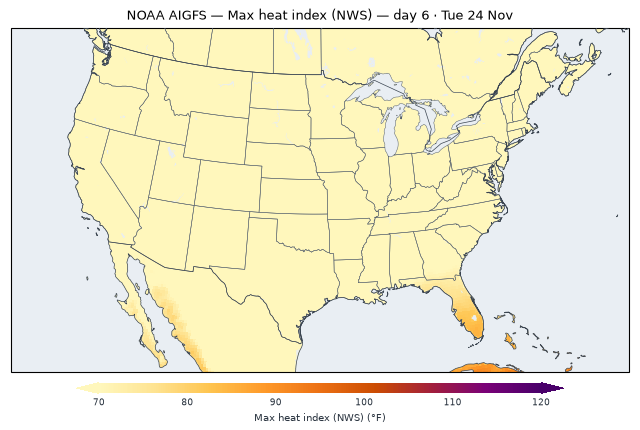 NOAA AIGFS — Max heat index (NWS) — day 6 · Tue 24 Nov
70 80 90 100 110 120
Max heat index (NWS) (°F)